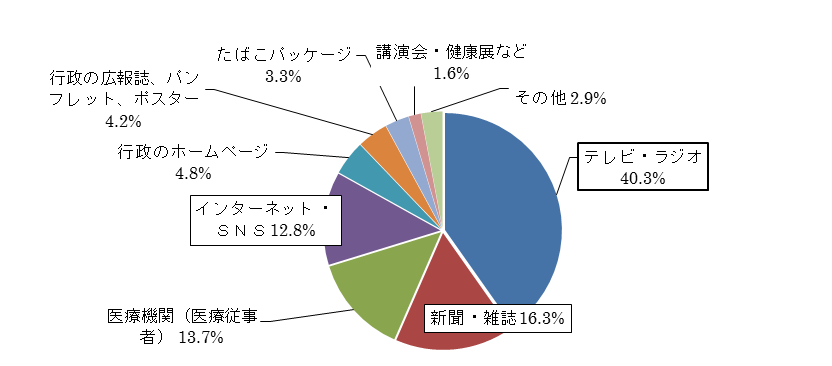 たばこパッケージ
3.3%
講演会・健康展など
1.6%
行政の広報誌、パン
フレット、ポスター
4.2%
その他 2.9%
行政のホームページ
4.8%
テレビ・ラジオ
40.3%
インターネット・
ＳＮＳ 12.8%
医療機関（医療従事
者） 13.7%
新聞・雑誌 16.3%